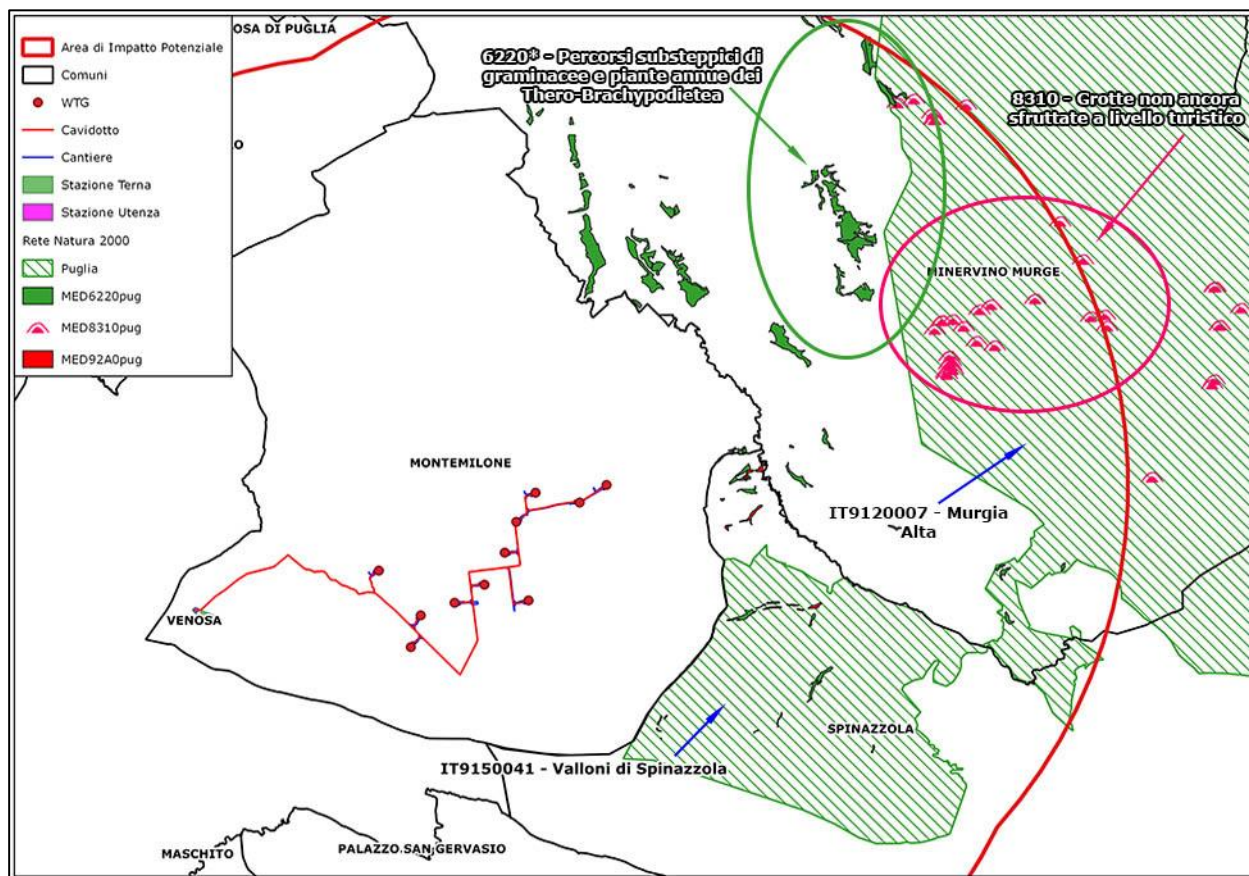 OSA DI PUGLIA
Area di Impatto Potenziale
Comuni
WTG
Cavidotto
Cantiere
Stazione Terna
Stazione Utenza
Rete Natura 2000
Puglia
MED6220pug
MED8310pug
MED92A0pug
O
6220* - Percorsi substeppici di
graminacee e piante annue dei
Thero-Brachypodietea
8310 - Grotte non ancora
sfruttate a livello turistico
MINERVINO MURGE
MONTEMILONE
IT9120007 - Murgia
Alta
VENOSA
SPINAZZOLA
IT9150041 - Valloni di Spinazzola
MASCHITO
PALAZZO SAN GERVASIO